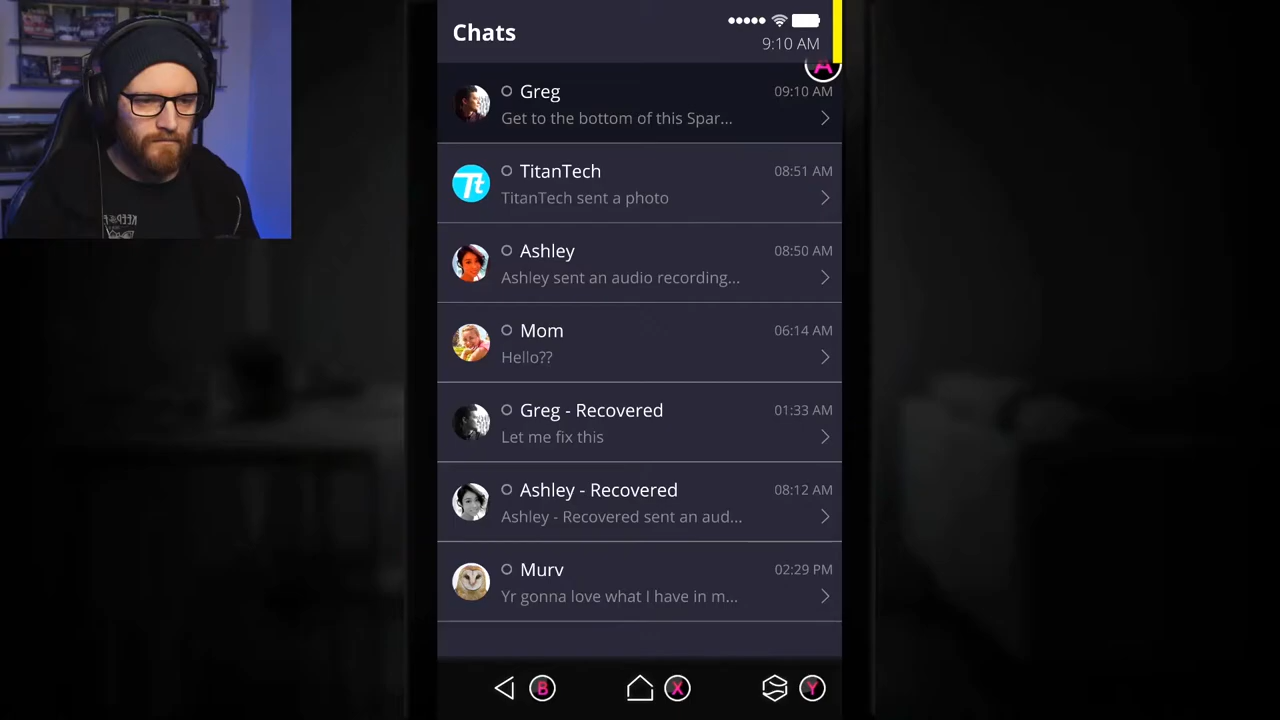 Chats
9:10 AM
A
Greg
09:10 AM
Get to the bottom of this Spar...
Tt
TitanTech
08:51 AM
TitanTech sent a photo
Ashley
08:50 AM
Ashley sent an audio recording...
Mom
06:14 AM
Hello??
Greg - Recovered
01:33 AM
Let me fix this
Ashley - Recovered
08:12 AM
Ashley - Recovered sent an aud...
Murv
02:29 PM
Yr gonna love what I have in m...
B
X
Y